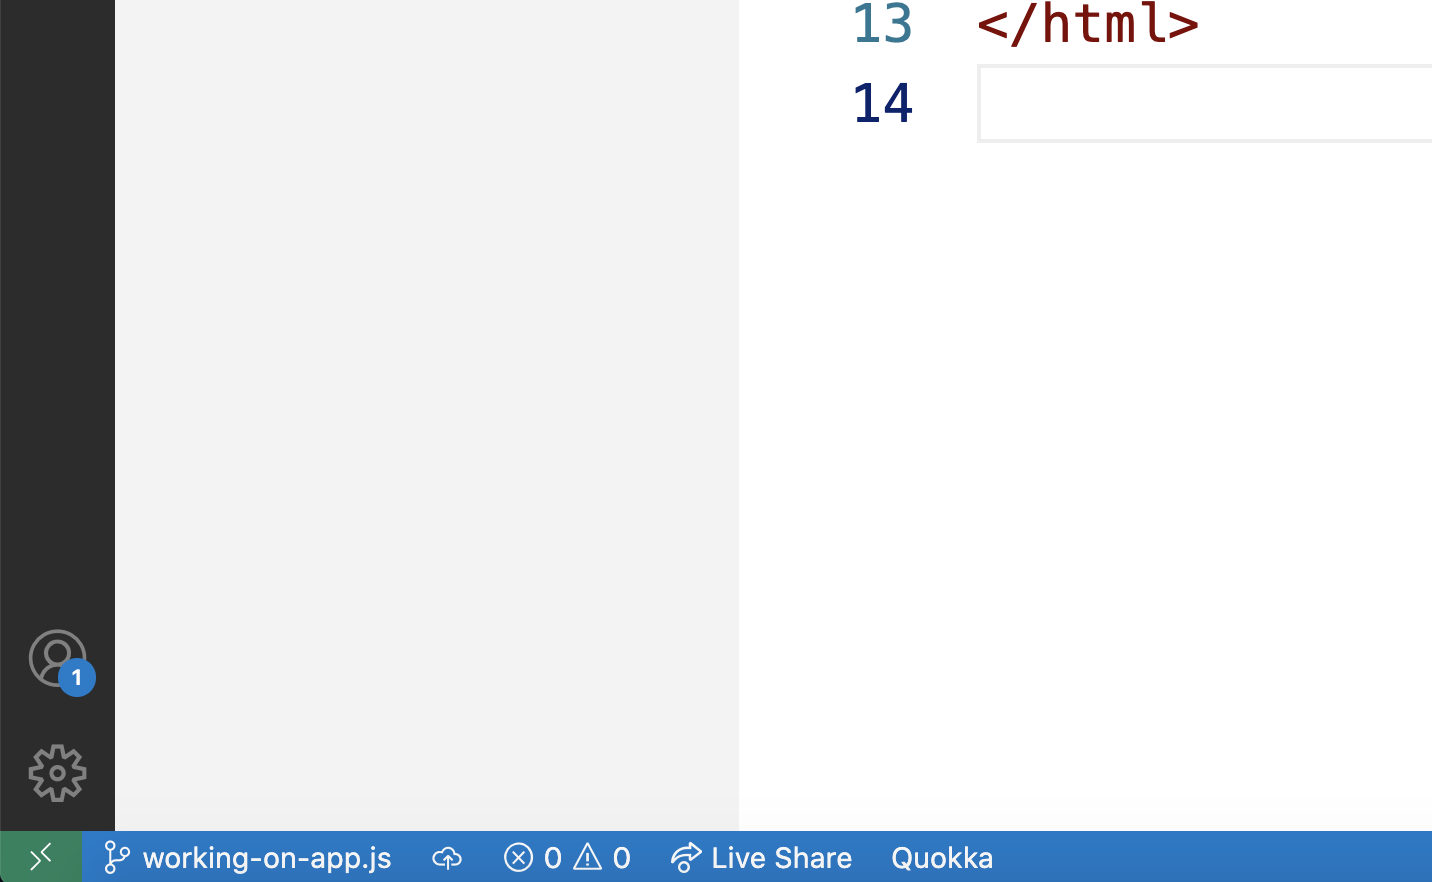 13 </html>
14
1
working-on-app.js 0 0 Live Share Quokka